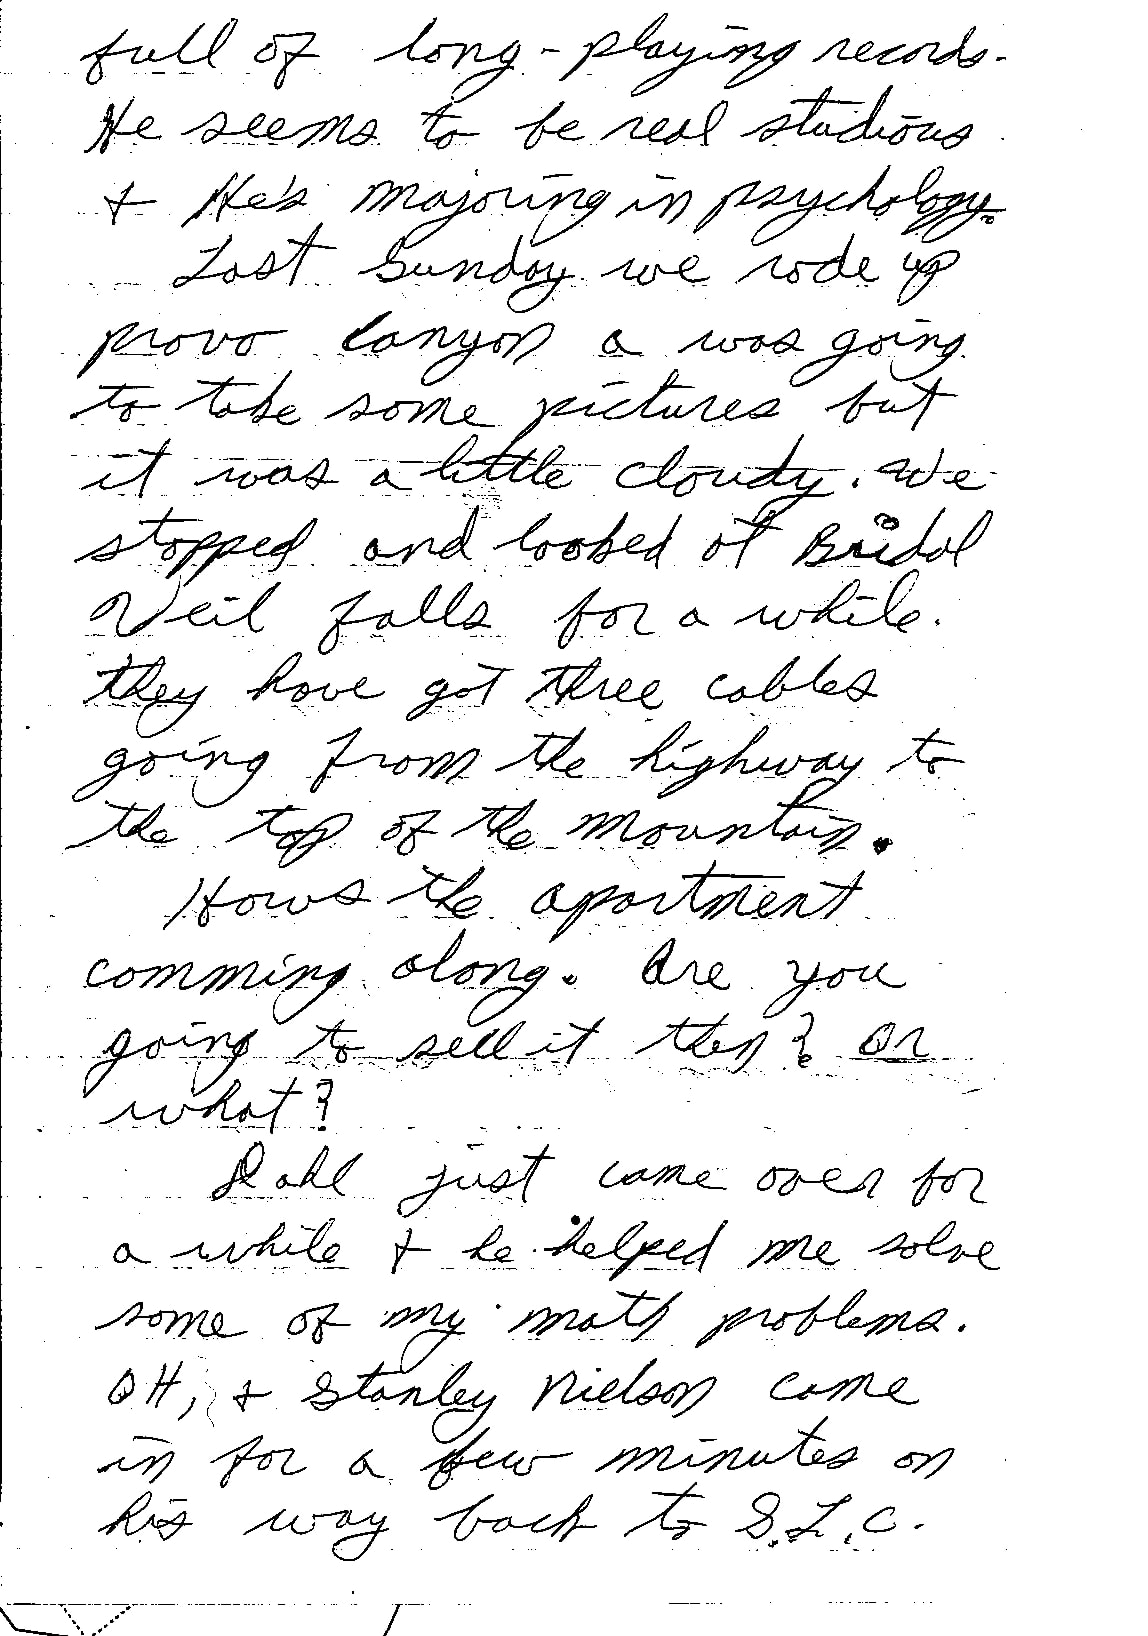 full of long-playing records.
He seems to be real studious
+ He's majoring in psychology.
Last Sunday we rode up
provo Canyon a was going
to take some pictures but
it was a little cloudy. We
stopped and looked at Bridal
Veil falls for a while.
they have got three cables
going from the highway to
the top of the mountain.
Hows the apartment
comming along. Are you
going to sell it then? Or
what?
Dahl just came over for
a while + he helped me solve
some of my math problems.
OH, + Stanley Nielson came
in for a few minutes on
his way back to S.L.C.